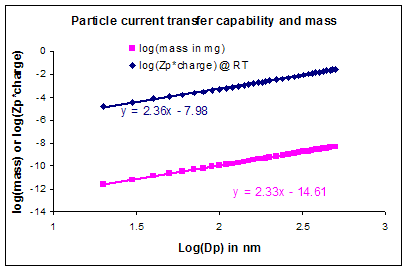 Particle current transfer capability and mass
log(mass in mg)
log(Zp*charge) @ RT
log(mass) or log(Zp*charge)
0
-2
-4
-6
-8
-10
-12
-14
y = 2.36x - 7.98
y = 2.33x - 14.61
1
1.5
2
2.5
3
Log(Dp) in nm